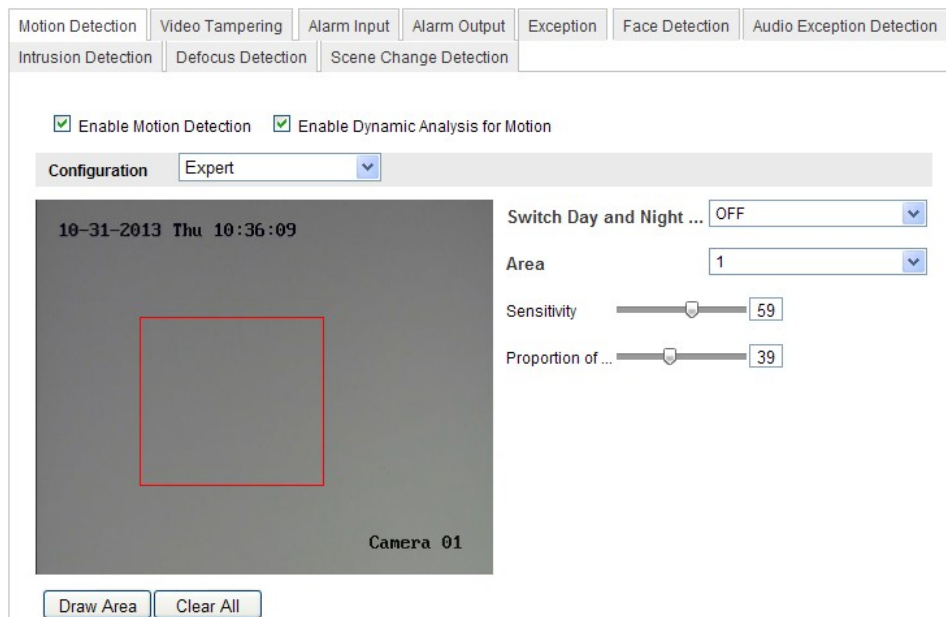 Motion Detection Video Tampering Alarm Input Alarm Output Exception Face Detection Audio Exception Detection
Intrusion Detection Defocus Detection Scene Change Detection
Enable Motion Detection Enable Dynamic Analysis for Motion
Configuration Expert
10-31-2013 Thu 10:36:09
Camera 01
Switch Day and Night ... OFF
Area 1
Sensitivity 59
Proportion of ... 39
Draw Area Clear All